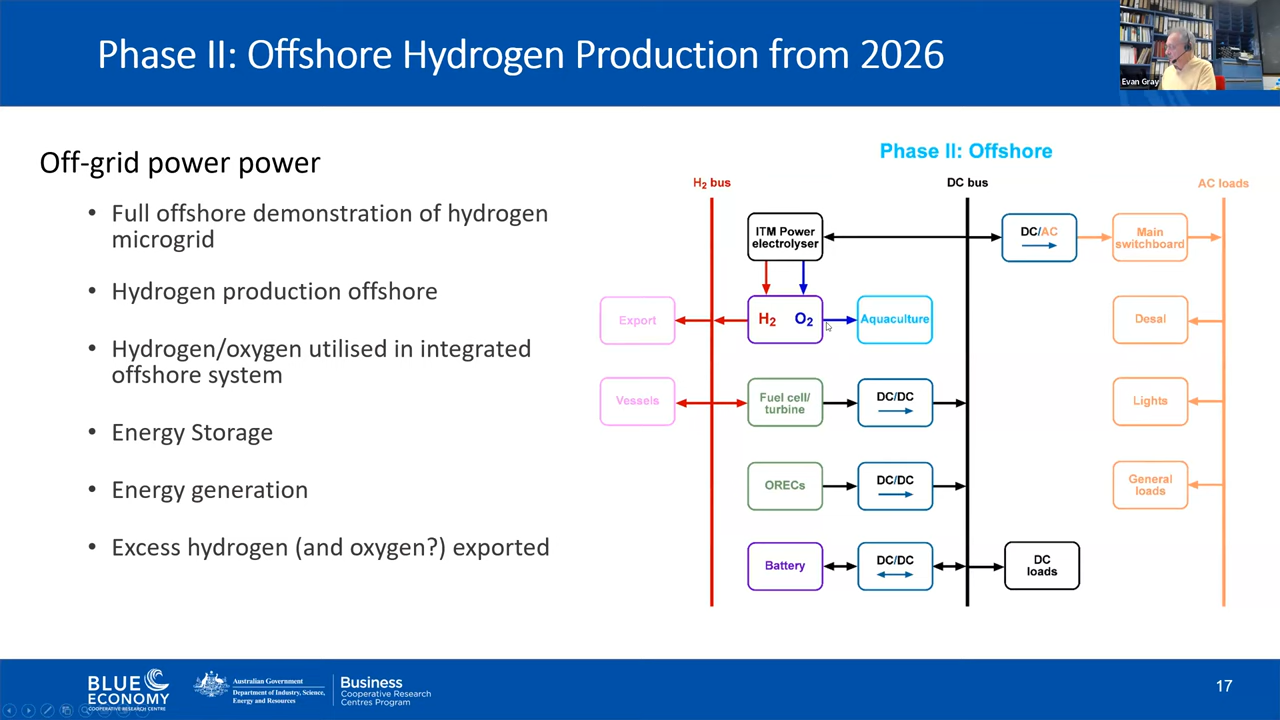 Phase II: Offshore Hydrogen Production from 2026
Evan Gray
Off-grid power power
• Full offshore demonstration of hydrogen
microgrid
• Hydrogen production offshore
• Hydrogen/oxygen utilised in integrated
offshore system
• Energy Storage
• Energy generation
• Excess hydrogen (and oxygen?) exported
Phase II: Offshore
H₂ bus
DC bus
AC loads
ITM Power
electrolyser
DC/AC
Main
switchboard
Export
H₂ O₂
Aquaculture
Desal
Vessels
Fuel cell/
turbine
DC/DC
Lights
ORECs
DC/DC
General
loads
Battery
DC/DC
DC
loads
BLUE
ECONOMY
COOPERATIVE RESEARCH CENTRE
Australian Government
Department of Industry, Science,
Energy and Resources
Business
Cooperative Research
Centres Program
17